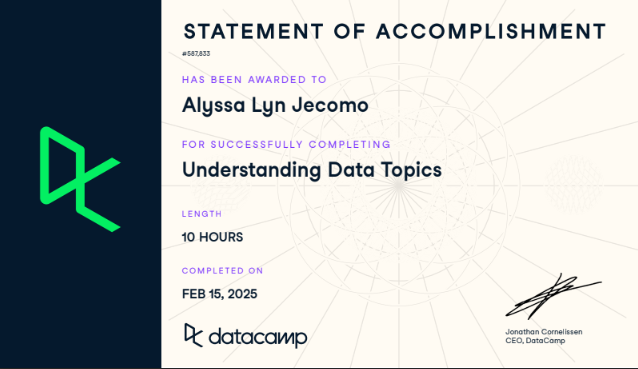 STATEMENT OF ACCOMPLISHMENT
#587,833
HAS BEEN AWARDED TO
Alyssa Lyn Jecomo
FOR SUCCESSFULLY COMPLETING
Understanding Data Topics
LENGTH
10 HOURS
COMPLETED ON
FEB 15, 2025
datacamp
Jonathan Cornelissen
CEO, DataCamp